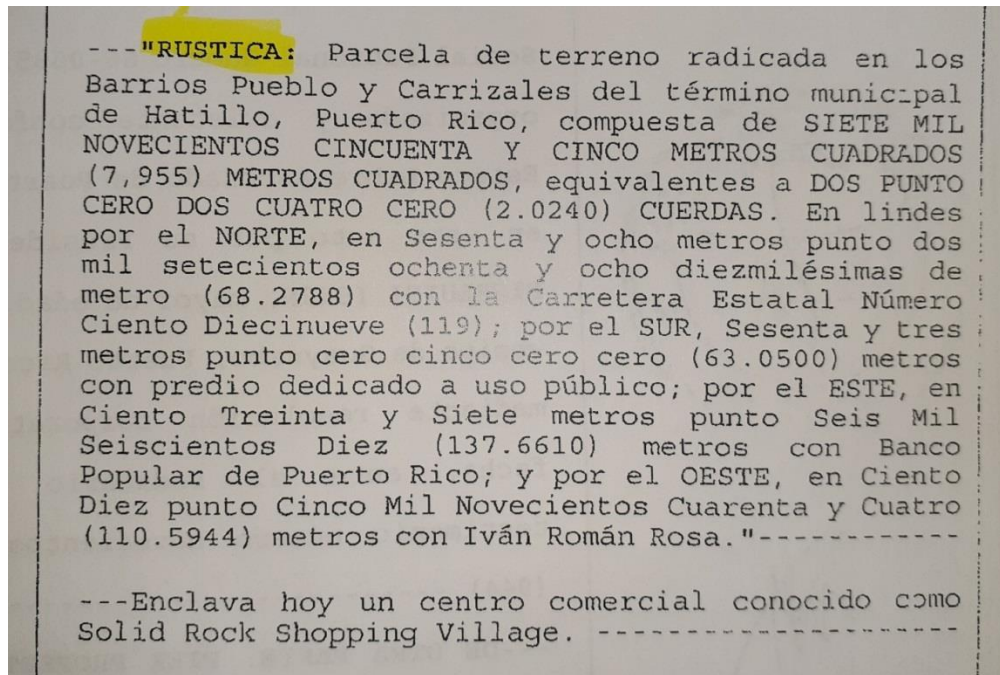 ---"RUSTICA: Parcela de terreno radicada en los
Barrios Pueblo y Carrizales del término municipal
de Hatillo, Puerto Rico, compuesta de SIETE MIL
NOVECIENTOS CINCUENTA Y CINCO METROS CUADRADOS
(7,955) METROS CUADRADOS, equivalentes a DOS PUNTO
CERO DOS CUATRO CERO (2.0240) CUERDAS. En lindes
por el NORTE, en Sesenta y ocho metros punto dos
mil setecientos ochenta y ocho diezmilésimas de
metro (68.2788) con la Carretera Estatal Número
Ciento Diecinueve (119); por el SUR, Sesenta y tres
metros punto cero cinco cero cero (63.0500) metros
con predio dedicado a uso público; por el ESTE, en
Ciento Treinta y Siete metros punto Seis Mil
Seiscientos Diez (137.6610) metros con Banco
Popular de Puerto Rico; y por el OESTE, en Ciento
Diez punto Cinco Mil Novecientos Cuarenta y Cuatro
(110.5944) metros con Iván Román Rosa."------------
---Enclava hoy un centro comercial conocido como
Solid Rock Shopping Village. ----------------------